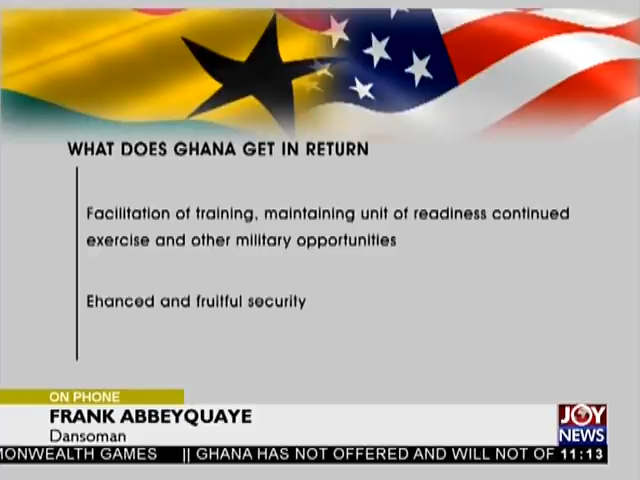 WHAT DOES GHANA GET IN RETURN
Facilitation of training, maintaining unit of readiness continued
exercise and other military opportunities
Ehanced and fruitful security
ON PHONE
FRANK ABBEYQUAYE
Dansoman
JOY
NEWS
MONWEALTH GAMES || GHANA HAS NOT OFFERED AND WILL NOT OF 11:13